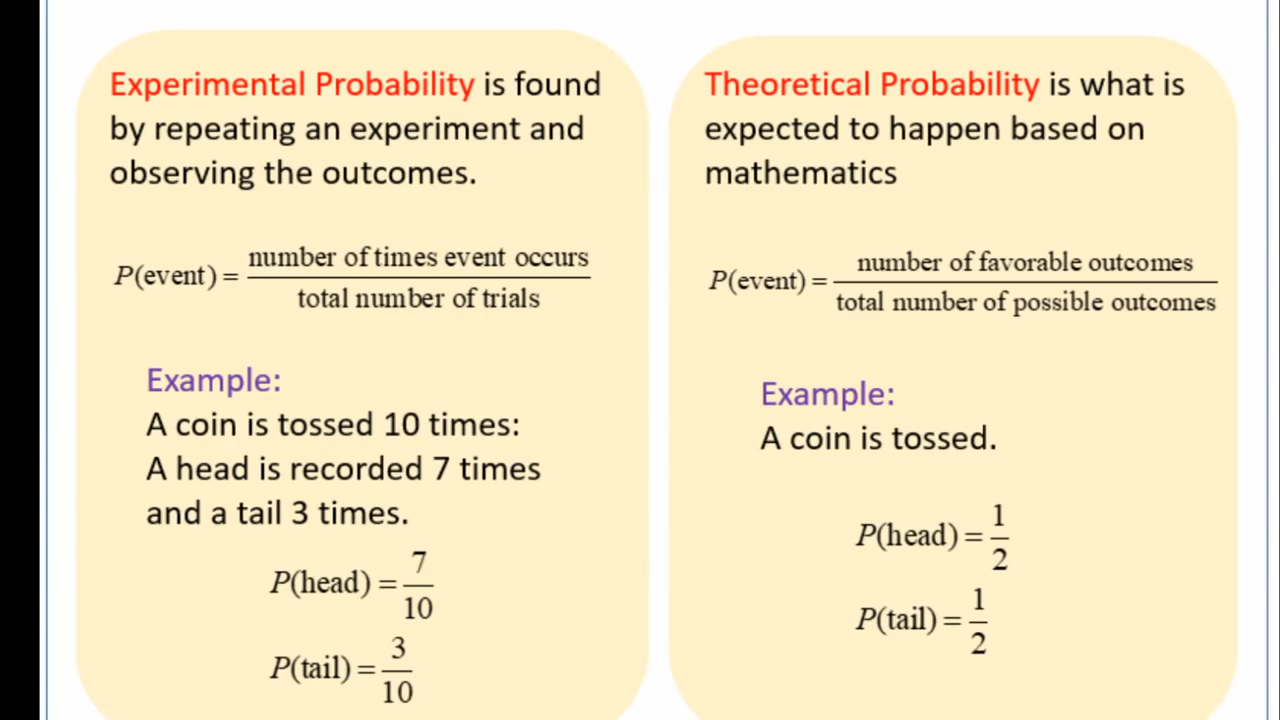 Experimental Probability is found
by repeating an experiment and
observing the outcomes.
P(event) = number of times event occurs / total number of trials
Example:
A coin is tossed 10 times:
A head is recorded 7 times
and a tail 3 times.
P(head) = 7/10
P(tail) = 3/10
Theoretical Probability is what is
expected to happen based on
mathematics
P(event) = number of favorable outcomes / total number of possible outcomes
Example:
A coin is tossed.
P(head) = 1/2
P(tail) = 1/2